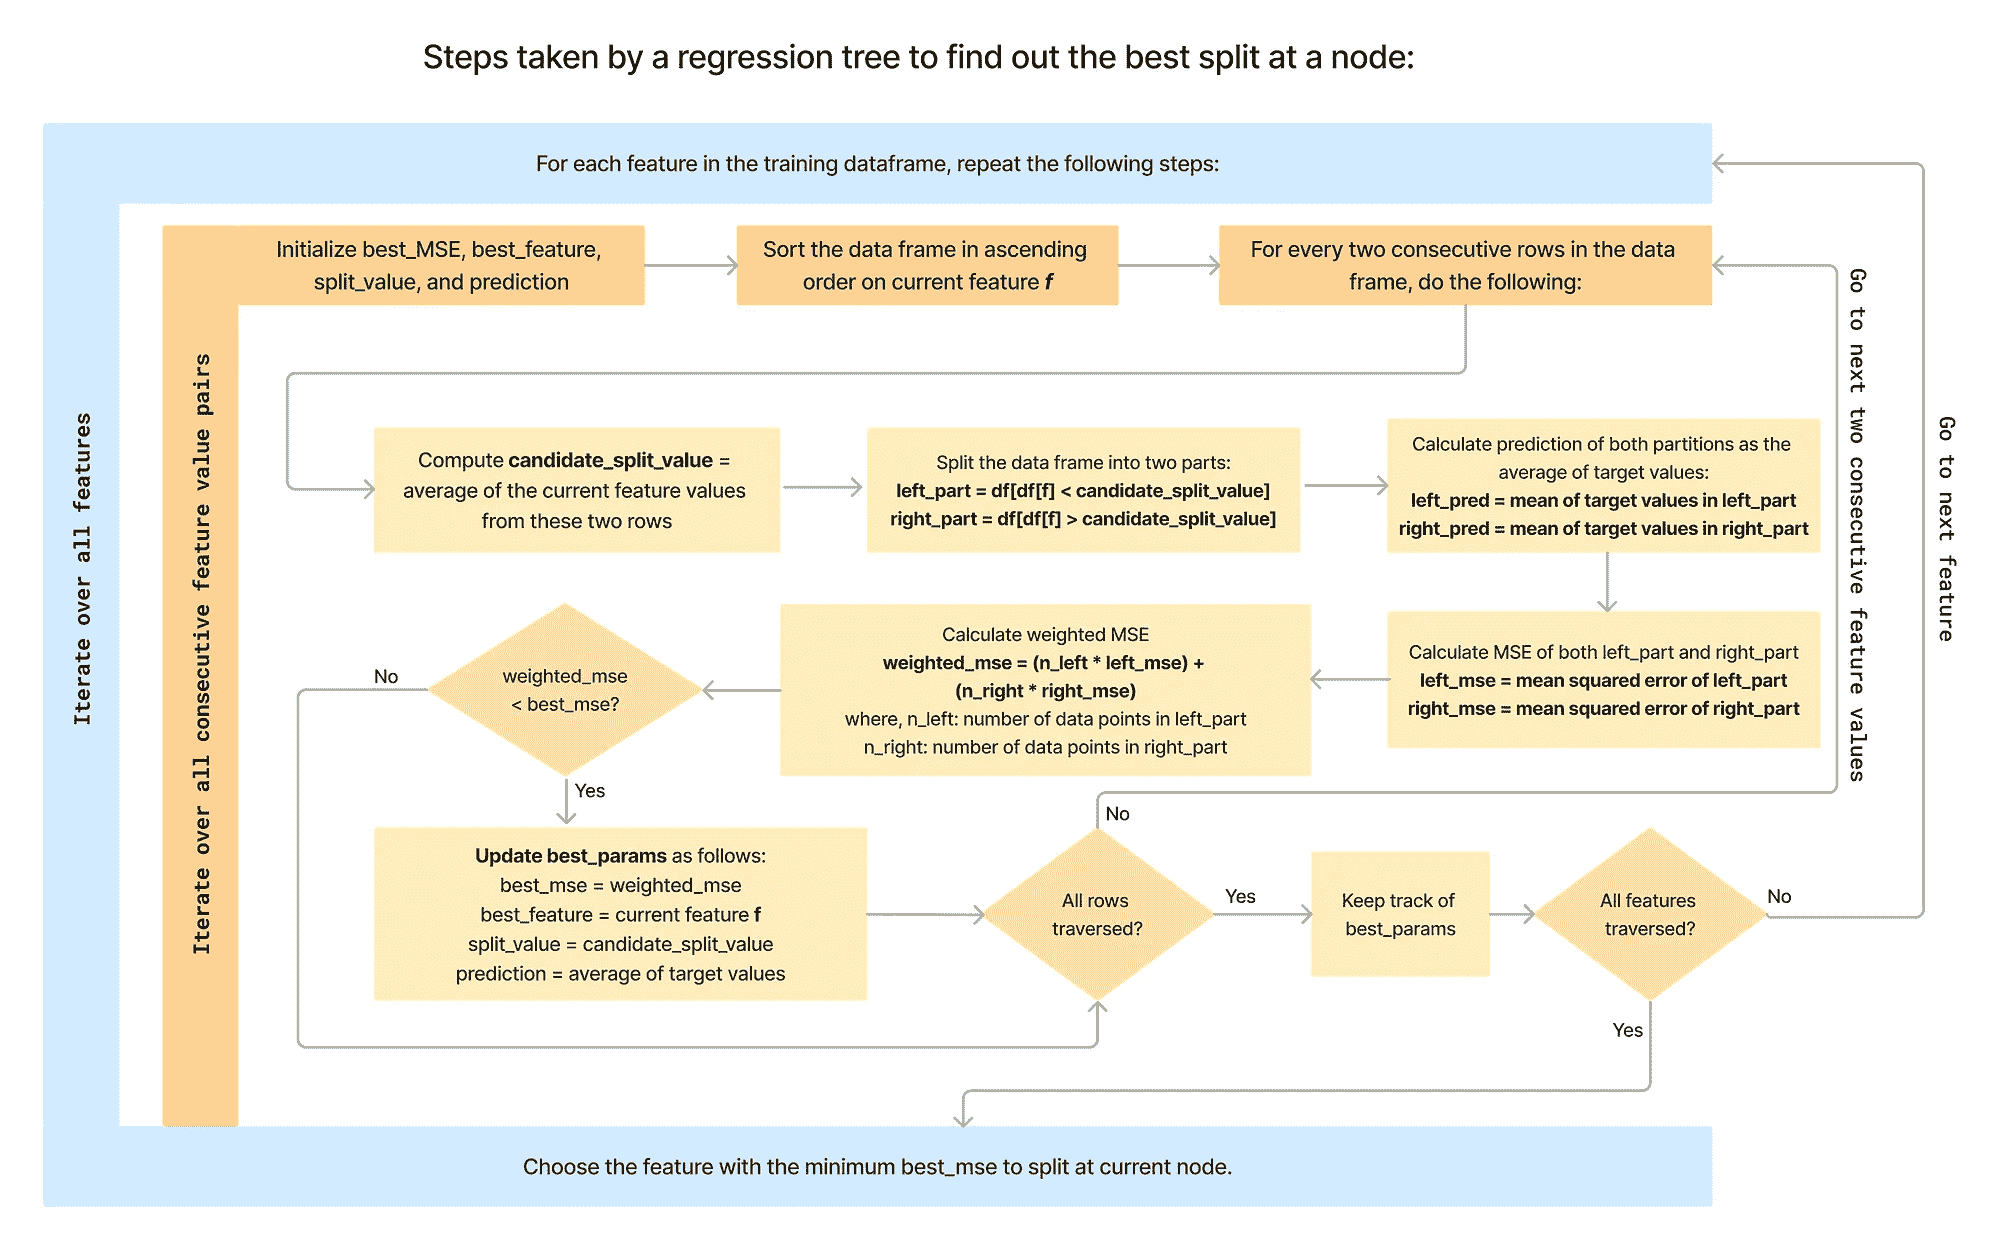 Steps taken by a regression tree to find out the best split at a node:
For each feature in the training dataframe, repeat the following steps:
Iterate over all features
Iterate over all consecutive feature value pairs
Initialize best_MSE, best_feature,
split_value, and prediction
Sort the data frame in ascending
order on current feature f
For every two consecutive rows in the data
frame, do the following:
Compute candidate_split_value =
average of the current feature values
from these two rows
Split the data frame into two parts:
left_part = df[df[f] < candidate_split_value]
right_part = df[df[f] > candidate_split_value]
Calculate prediction of both partitions as the
average of target values:
left_pred = mean of target values in left_part
right_pred = mean of target values in right_part
Calculate MSE of both left_part and right_part
left_mse = mean squared error of left_part
right_mse = mean squared error of right_part
Calculate weighted MSE
weighted_mse = (n_left * left_mse) +
(n_right * right_mse)
where, n_left: number of data points in left_part
n_right: number of data points in right_part
weighted_mse
< best_mse?
No
Yes
Update best_params as follows:
best_mse = weighted_mse
best_feature = current feature f
split_value = candidate_split_value
prediction = average of target values
All rows
traversed?
No
Go to next two consecutive feature values
Yes
Keep track of
best_params
All features
traversed?
No
Go to next feature
Yes
Choose the feature with the minimum best_mse to split at current node.